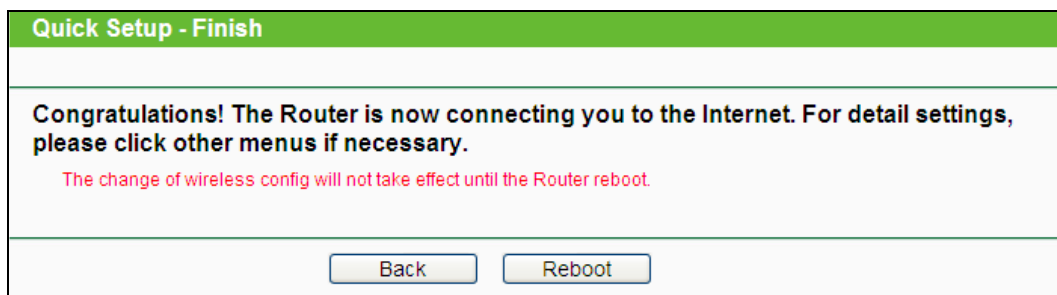 Quick Setup - Finish
Congratulations! The Router is now connecting you to the Internet. For detail settings,
please click other menus if necessary.
The change of wireless config will not take effect until the Router reboot.
Back Reboot